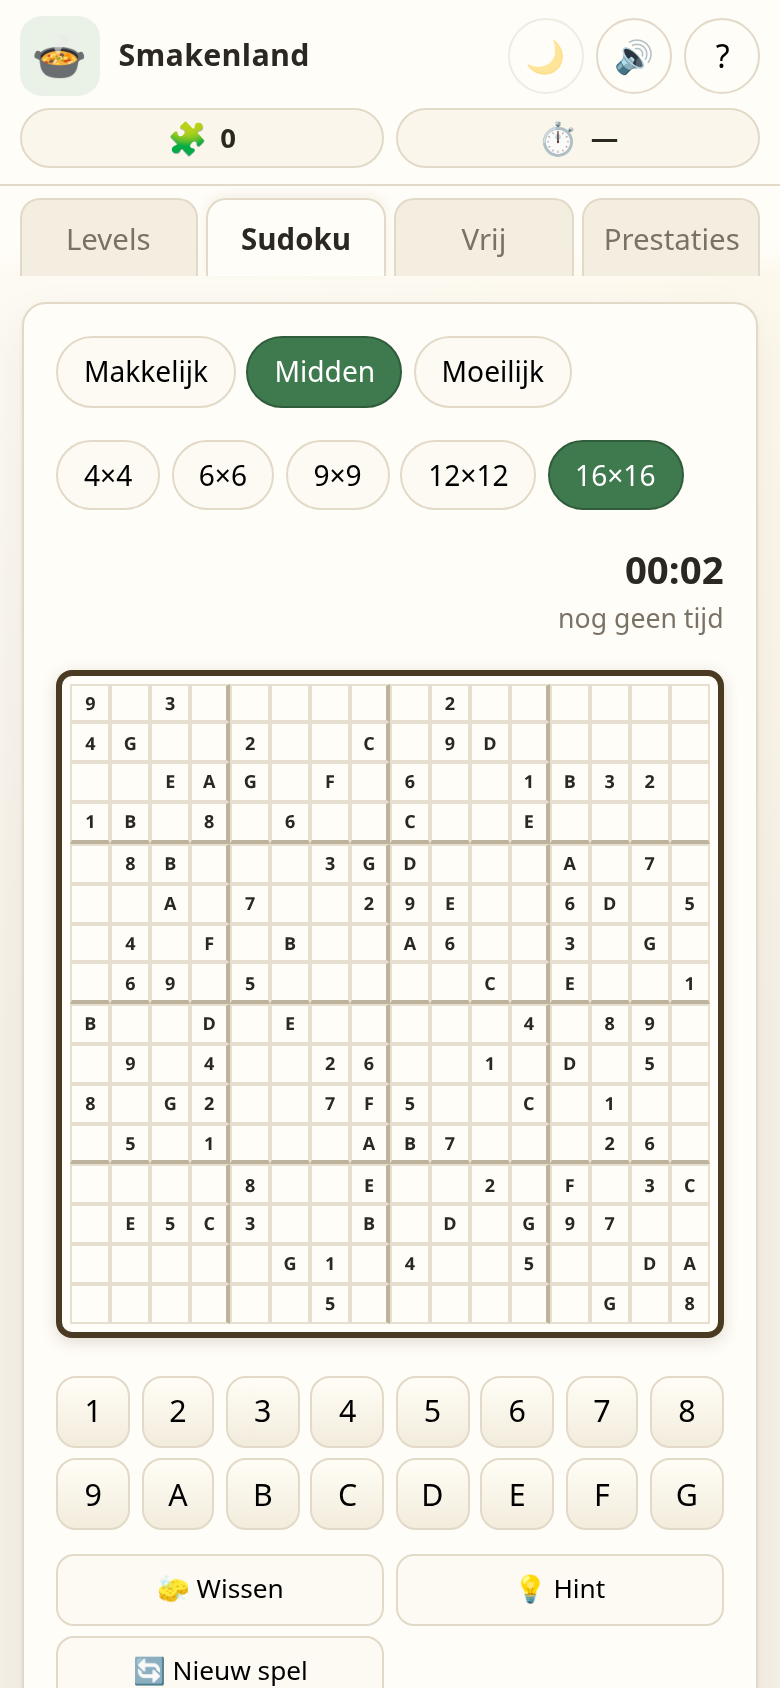 Smakenland
?
0
—
Levels Sudoku Vrij Prestaties
Makkelijk Midden Moeilijk
4×4 6×6 9×9 12×12 16×16
00:02
nog geen tijd
9 3 2
4 G 2 C 9 D
E A G F 6 1 B 3 2
1 B 8 6 C E
8 B 3 G D A 7
A 7 2 9 E 6 D 5
4 F B A 6 3 G
6 9 5 C E 1
B D E 4 8 9
9 4 2 6 1 D 5
8 G 2 7 F 5 C 1
5 1 A B 7 2 6
8 E 2 F 3 C
E 5 C 3 B D G 9 7
G 1 4 5 D A
5 G 8
1 2 3 4 5 6 7 8
9 A B C D E F G
Wissen Hint
Nieuw spel